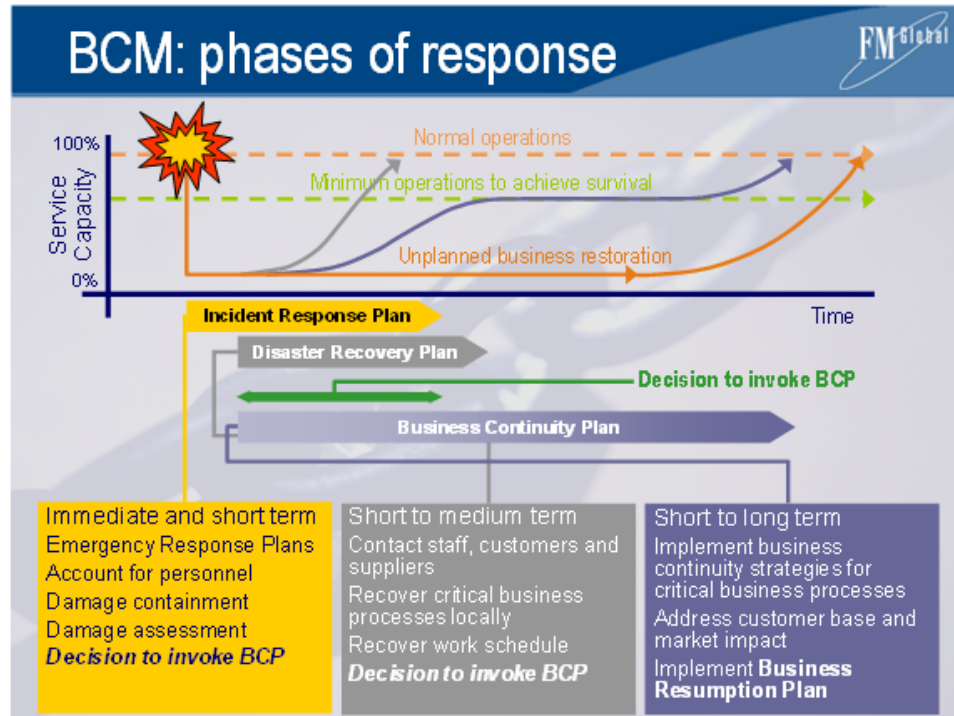 BCM: phases of response
FM Global
100%
Normal operations
Minimum operations to achieve survival
Service
Capacity
Unplanned business restoration
0%
Time
Incident Response Plan
Disaster Recovery Plan
Decision to invoke BCP
Business Continuity Plan
Immediate and short term
Emergency Response Plans
Account for personnel
Damage containment
Damage assessment
Decision to invoke BCP
Short to medium term
Contact staff, customers and
suppliers
Recover critical business
processes locally
Recover work schedule
Decision to invoke BCP
Short to long term
Implement business
continuity strategies for
critical business processes
Address customer base and
market impact
Implement Business
Resumption Plan